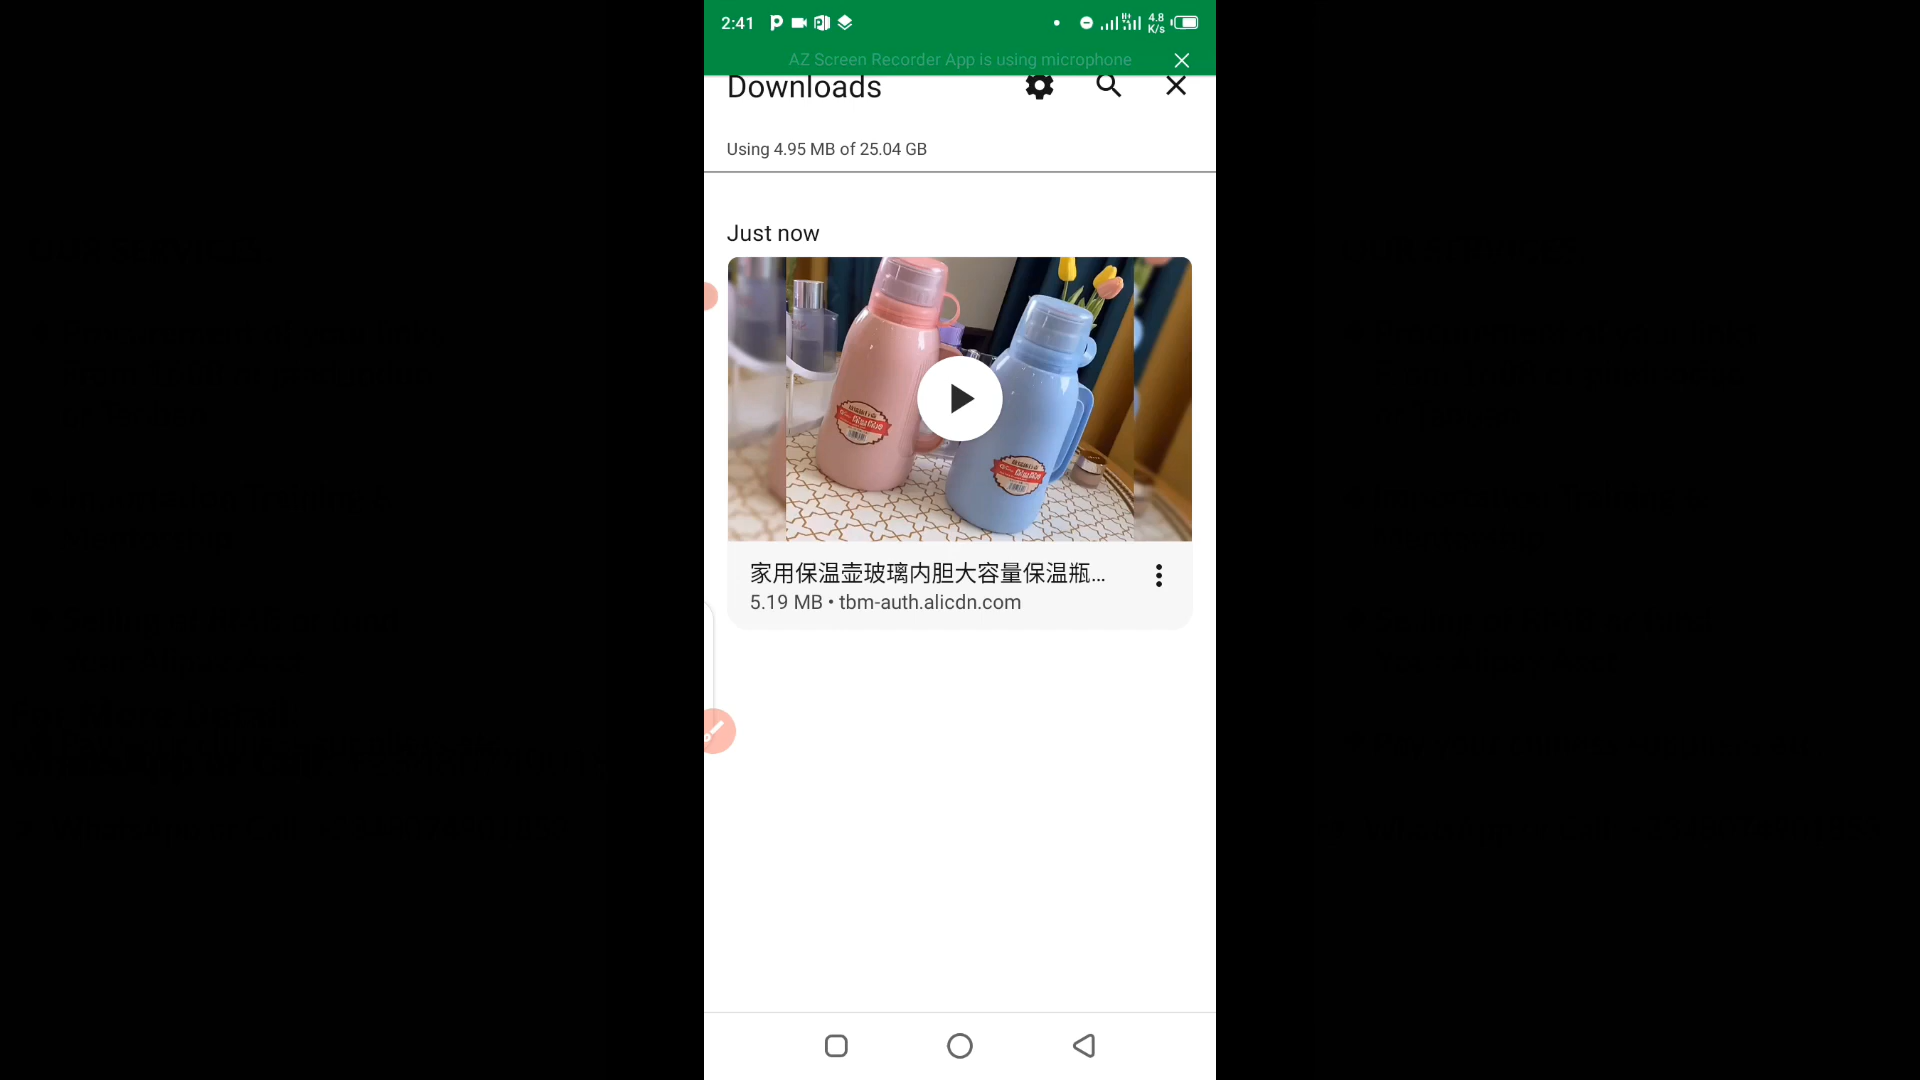 2:41
4.8
K/s
AZ Screen Recorder App is using microphone
Downloads
Using 4.95 MB of 25.04 GB
Just now
家用保温壶玻璃内胆大容量保温瓶...
5.19 MB • tbm-auth.alicdn.com